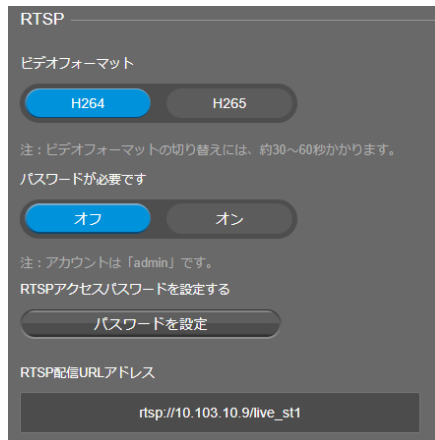 RTSP
ビデオフォーマット
H264 H265
注：ビデオフォーマットの切り替えには、約30～60秒かかります。
パスワードが必要です
オフ オン
注：アカウントは「admin」です。
RTSPアクセスパスワードを設定する
パスワードを設定
RTSP配信URLアドレス
rtsp://10.103.10.9/live_st1